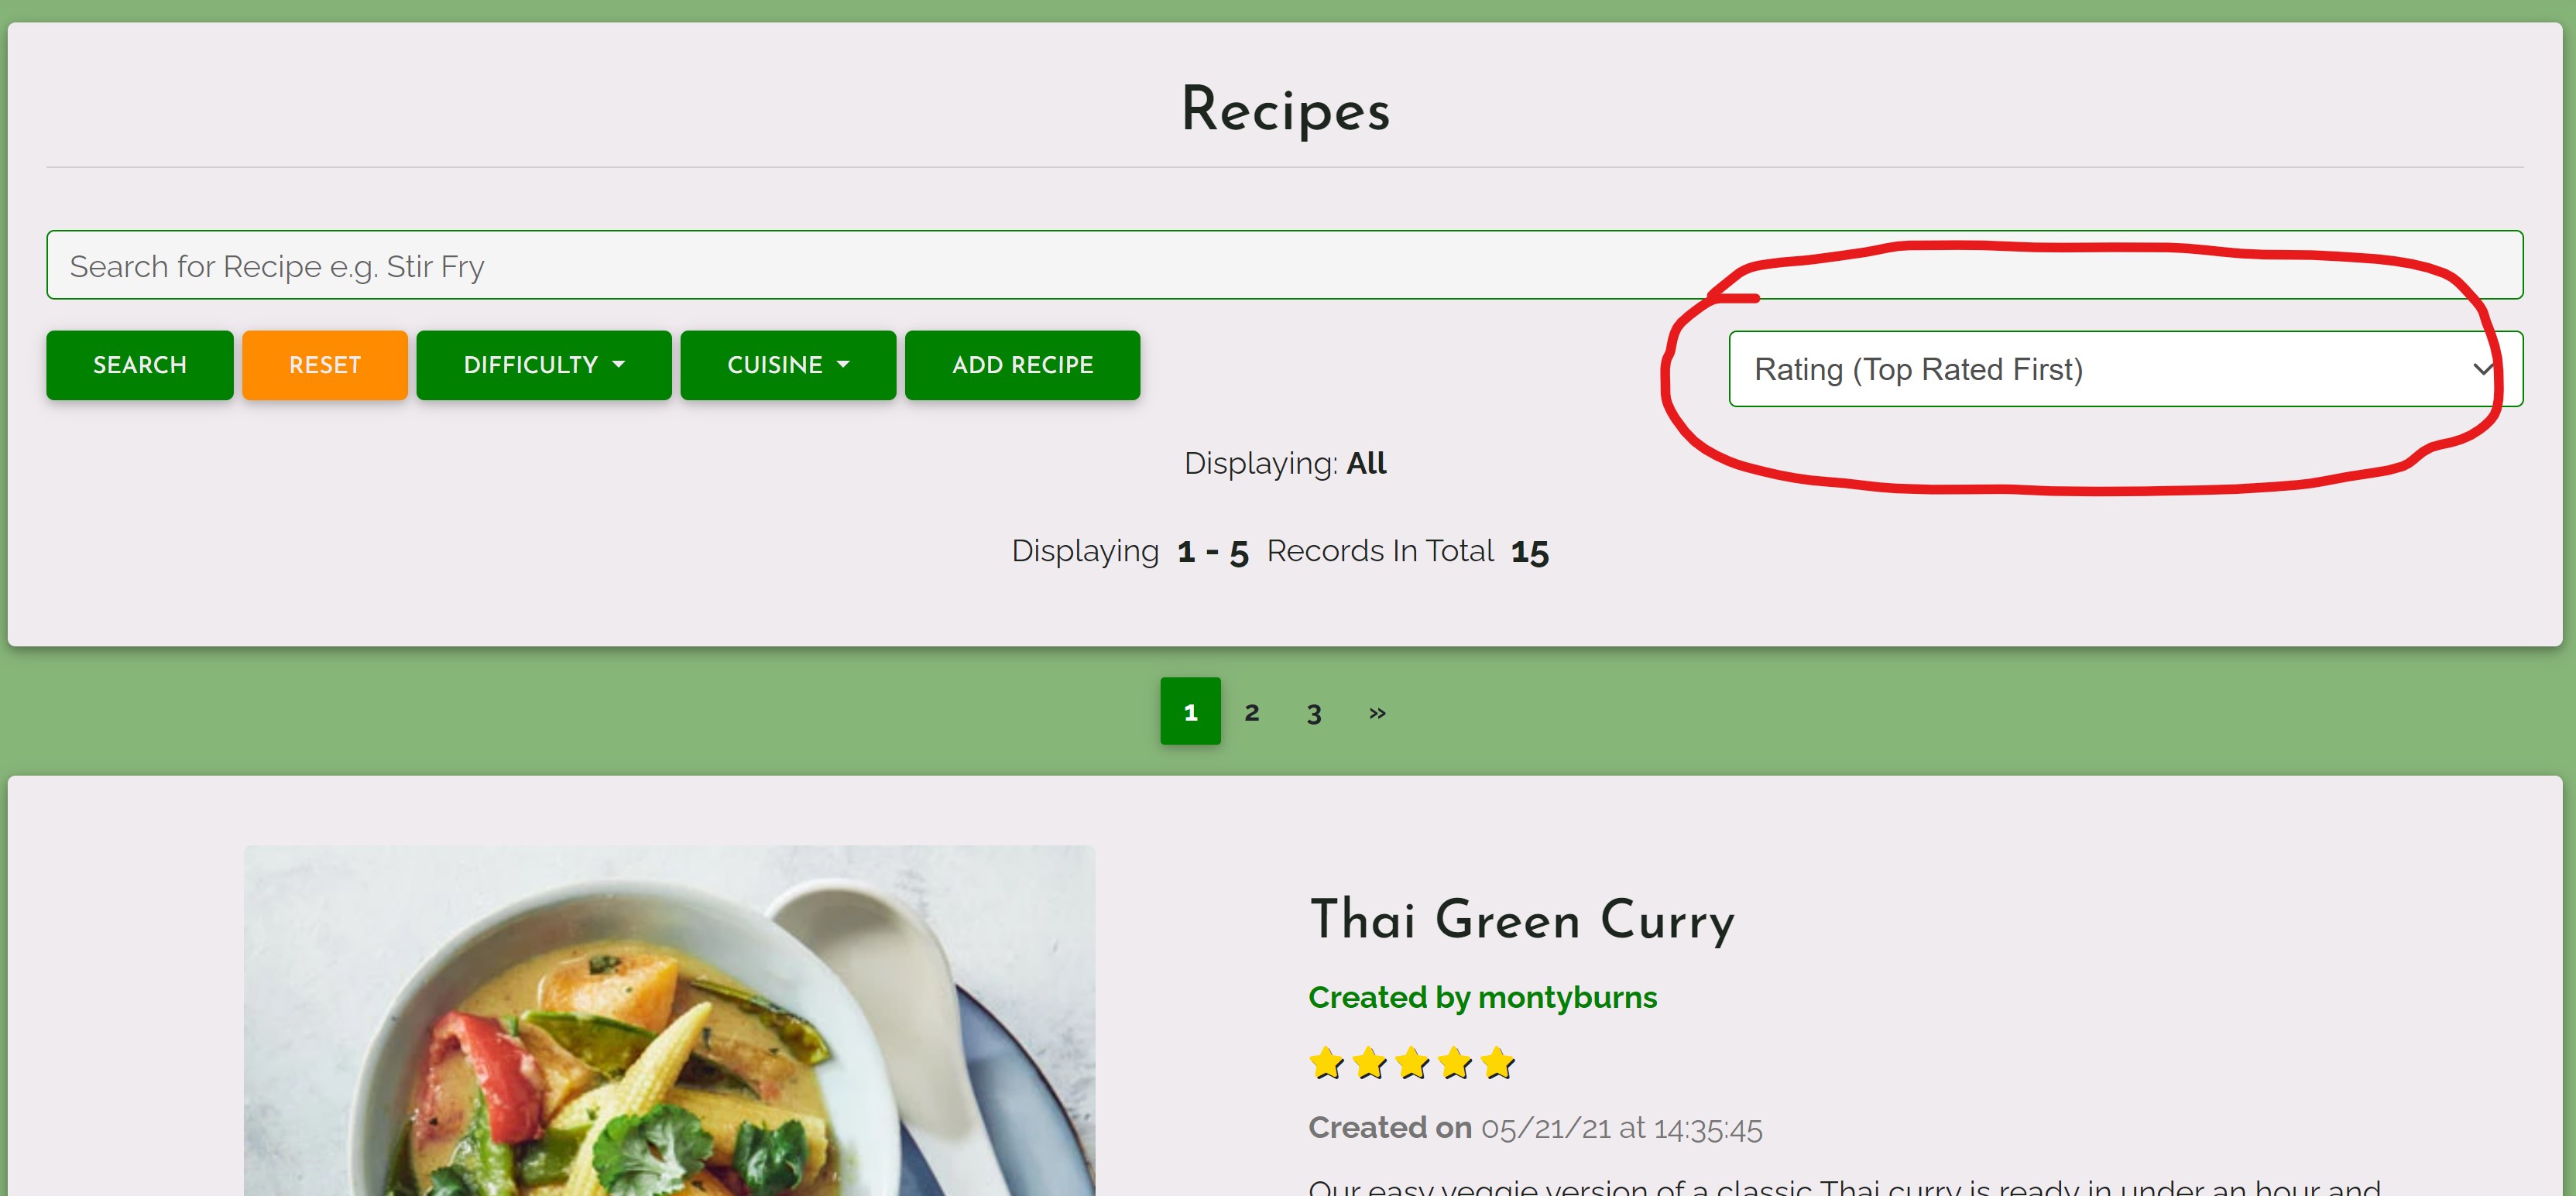 Recipes
Search for Recipe e.g. Stir Fry
SEARCH RESET DIFFICULTY CUISINE ADD RECIPE Rating (Top Rated First)
Displaying: All
Displaying 1 - 5 Records In Total 15
1 2 3 »
Thai Green Curry
Created by montyburns
Created on 05/21/21 at 14:35:45
Our easy veggie version of a classic Thai curry is ready in under an hour and